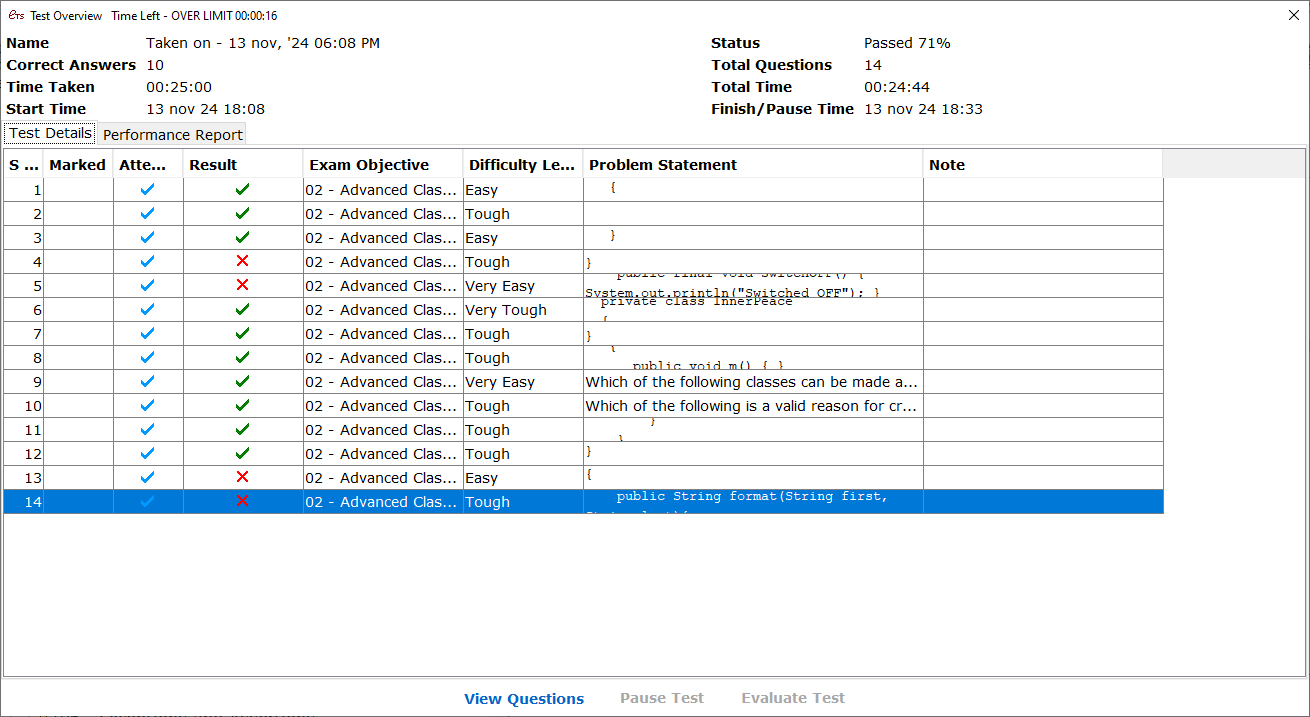 ETS Test Overview Time Left - OVER LIMIT 00:00:16
Name Taken on - 13 nov, '24 06:08 PM Status Passed 71%
Correct Answers 10 Total Questions 14
Time Taken 00:25:00 Total Time 00:24:44
Start Time 13 nov 24 18:08 Finish/Pause Time 13 nov 24 18:33
Test Details Performance Report
S ... Marked Atte... Result Exam Objective Difficulty Le... Problem Statement Note
1 02 - Advanced Clas... Easy {
2 02 - Advanced Clas... Tough
3 02 - Advanced Clas... Easy }
4 02 - Advanced Clas... Tough }
5 02 - Advanced Clas... Very Easy public final void switchOff() {
System.out.println("Switched OFF"); }
6 02 - Advanced Clas... Very Tough private class InnerPeace
{
7 02 - Advanced Clas... Tough }
8 02 - Advanced Clas... Tough {
public void m() { }
9 02 - Advanced Clas... Very Easy Which of the following classes can be made a...
10 02 - Advanced Clas... Tough Which of the following is a valid reason for cr...
11 02 - Advanced Clas... Tough }
}
12 02 - Advanced Clas... Tough }
13 02 - Advanced Clas... Easy {
14 02 - Advanced Clas... Tough public String format(String first,
View Questions Pause Test Evaluate Test